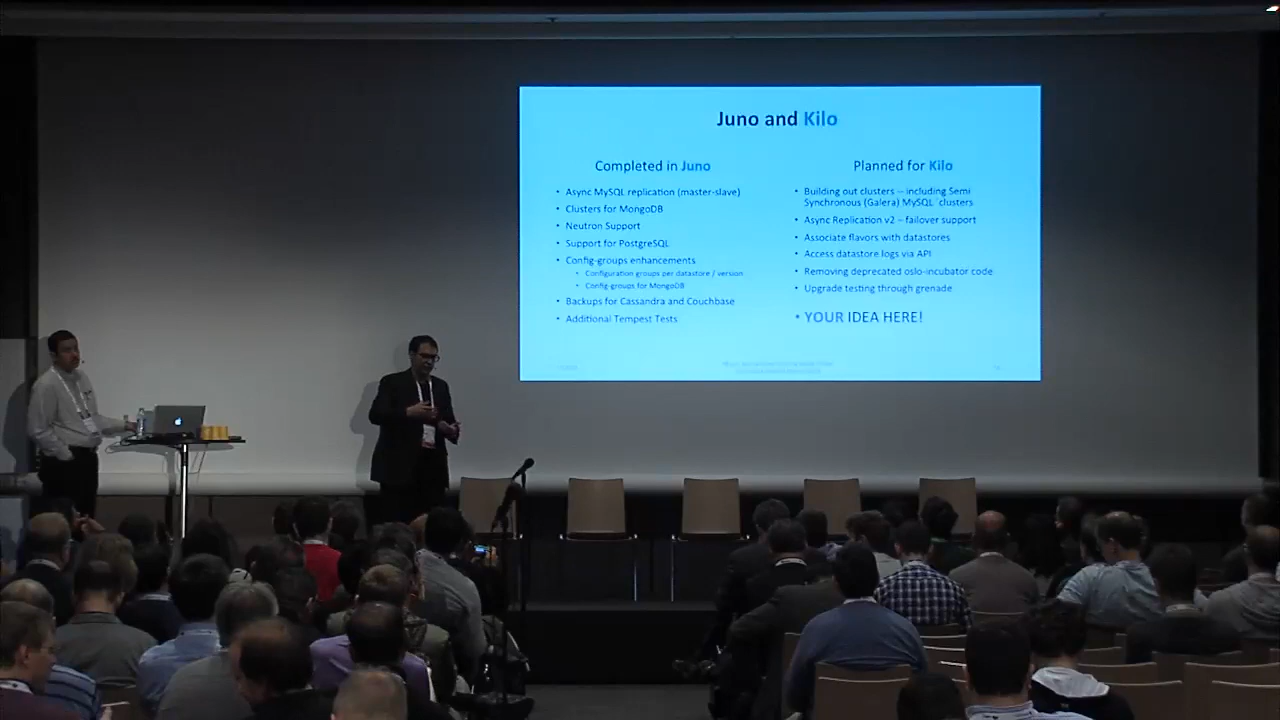 Juno and Kilo
Completed in Juno
• Async MySQL replication (master-slave)
• Clusters for MongoDB
• Neutron Support
• Support for PostgreSQL
• Config-groups enhancements
• Configuration groups per datastore / version
• Config-groups for MongoDB
• Backups for Cassandra and Couchbase
• Additional Tempest Tests
Planned for Kilo
• Building out clusters – including Semi
Synchronous (Galera) MySQL clusters
• Async Replication v2 – failover support
• Associate flavors with datastores
• Access datastore logs via API
• Removing deprecated oslo-incubator code
• Upgrade testing through grenade
• YOUR IDEA HERE!